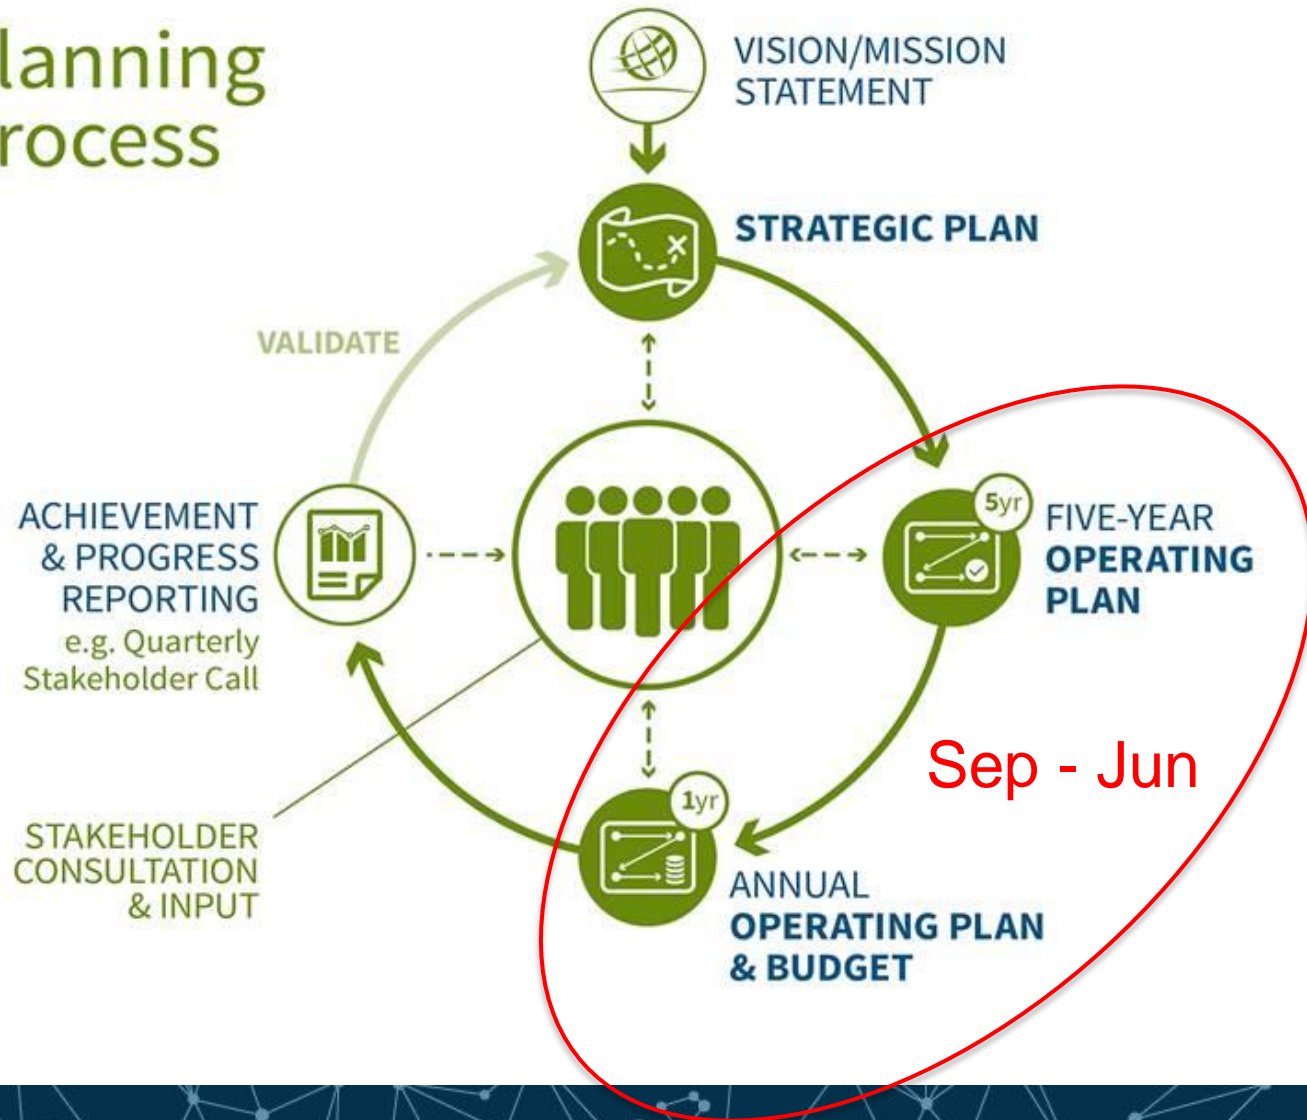 lanning
rocess
VISION/MISSION
STATEMENT
STRATEGIC PLAN
VALIDATE
ACHIEVEMENT
& PROGRESS
REPORTING
e.g. Quarterly
Stakeholder Call
5yr
FIVE-YEAR
OPERATING
PLAN
Sep - Jun
STAKEHOLDER
CONSULTATION
& INPUT
1yr
ANNUAL
OPERATING PLAN
& BUDGET